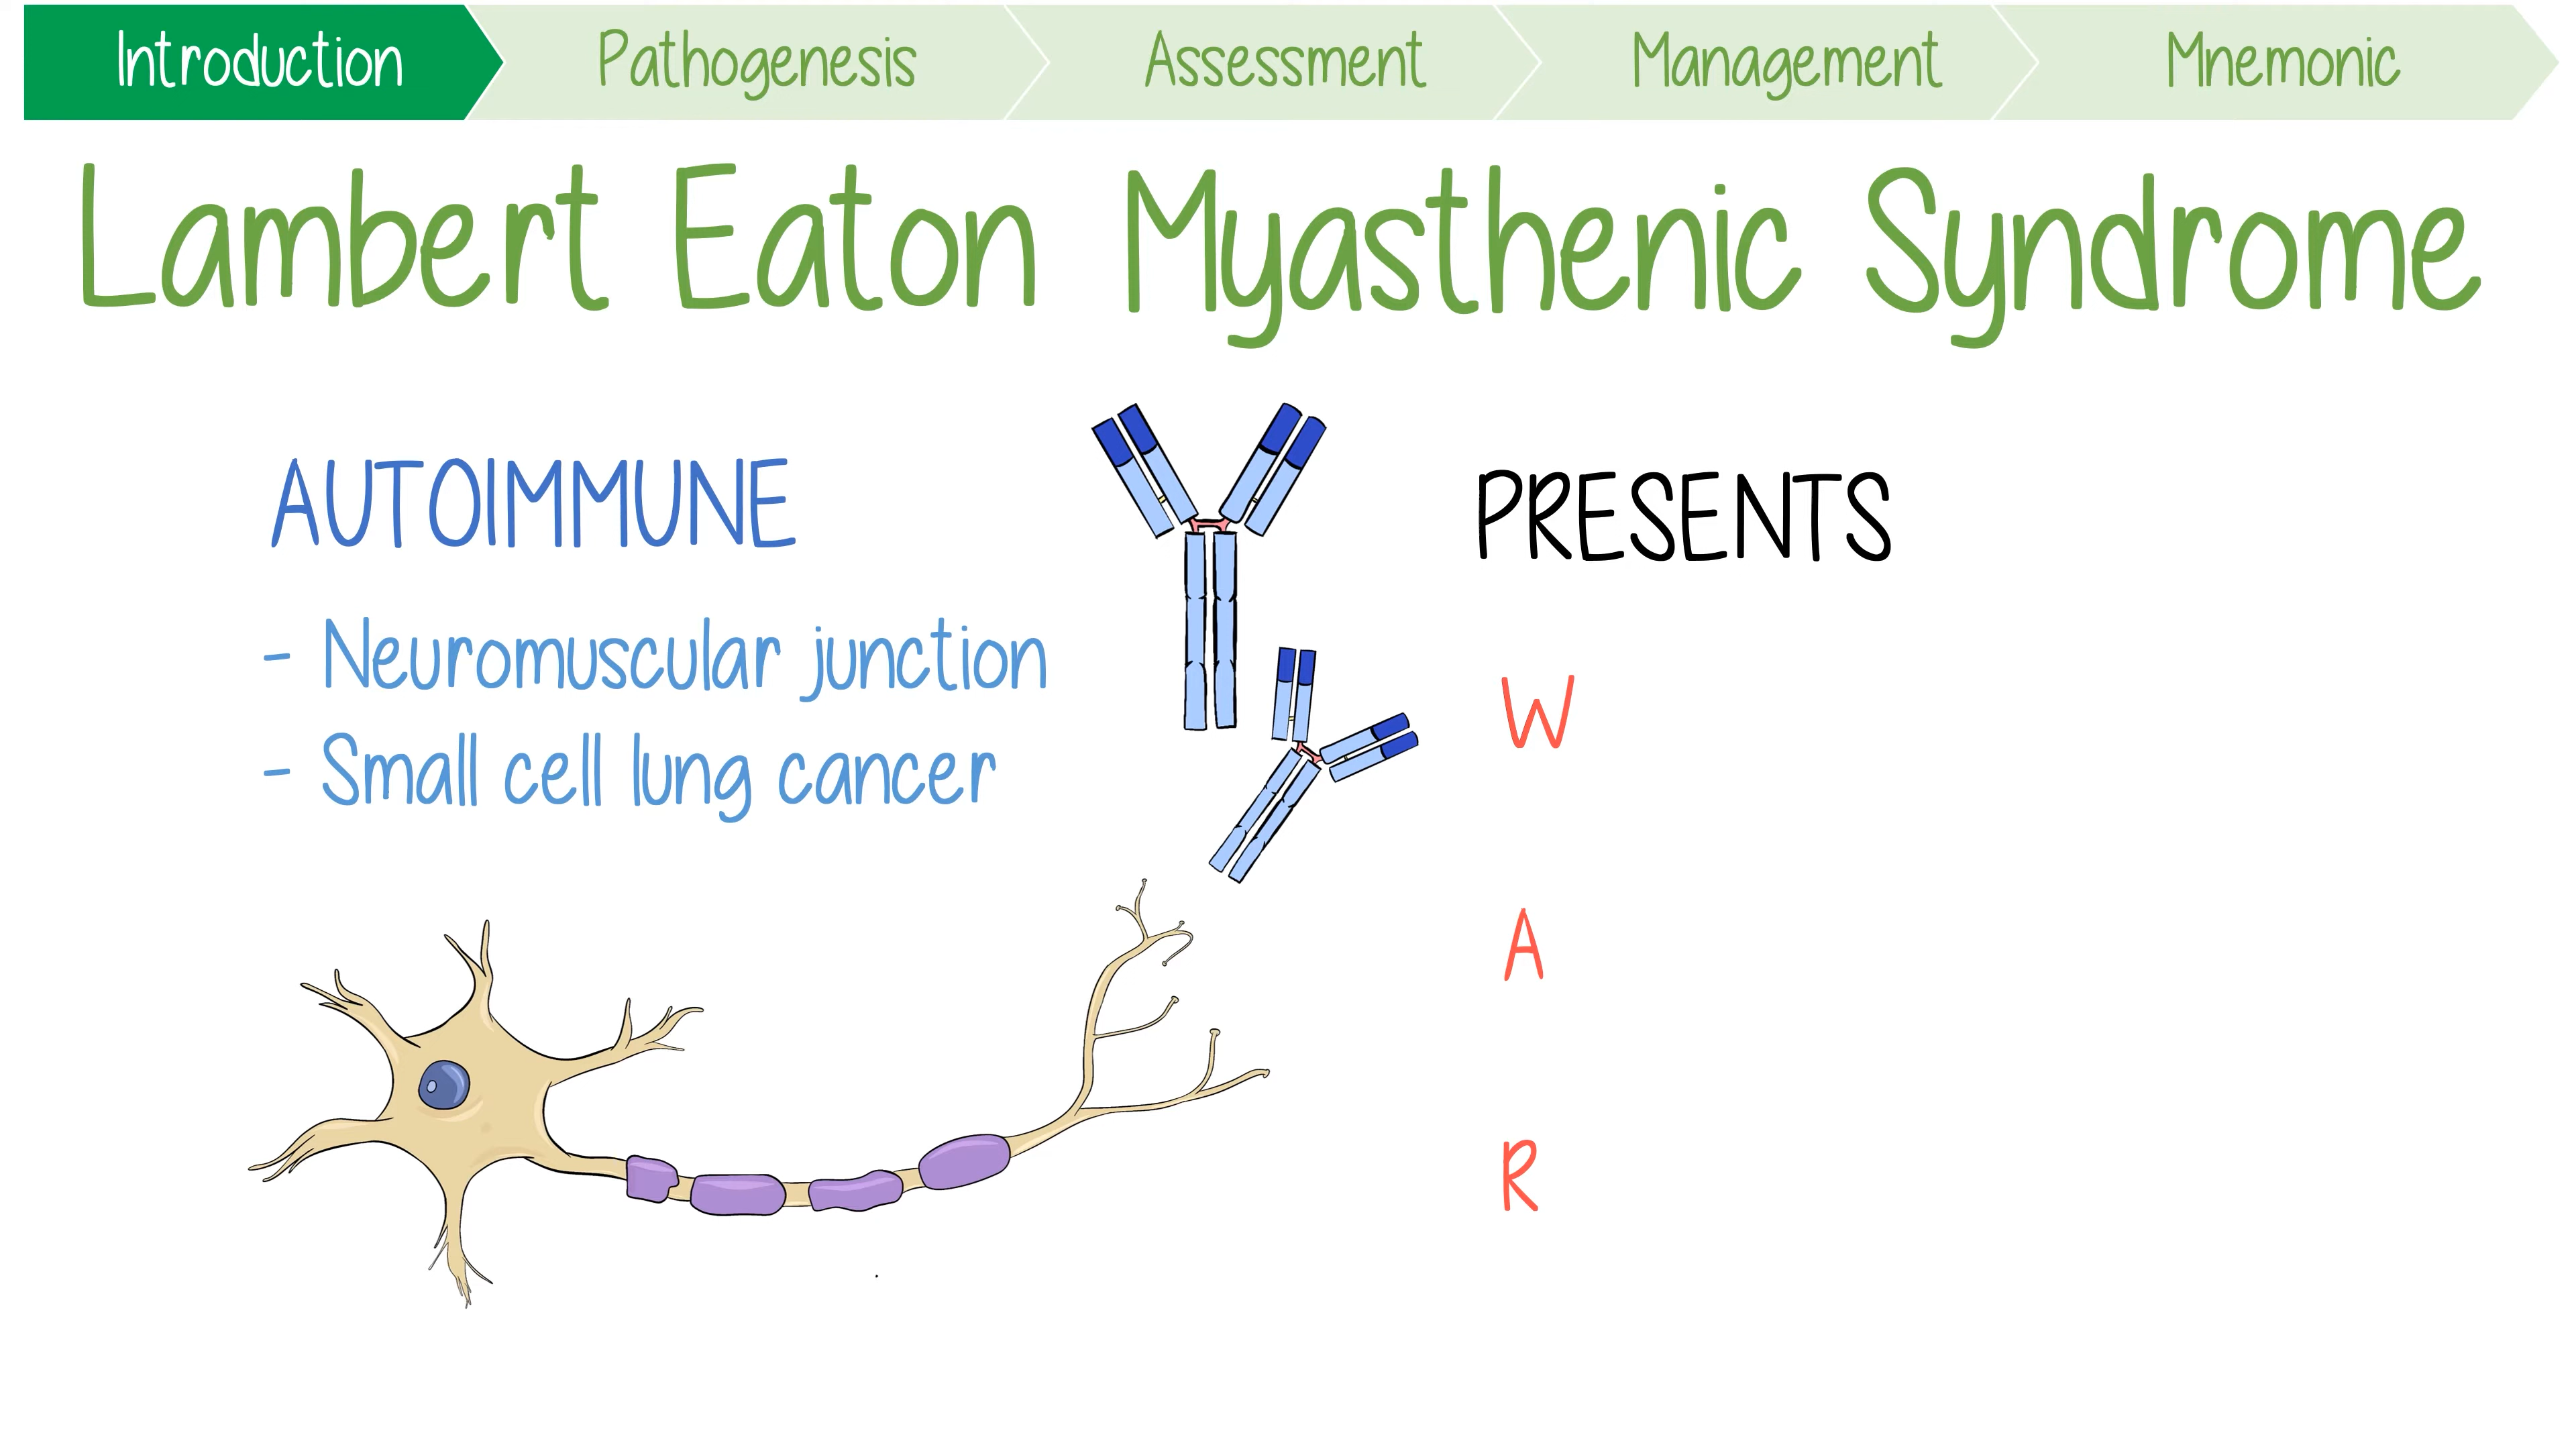 Introduction Pathogenesis Assessment Management Mnemonic
Lambert Eaton Myasthenic Syndrome
AUTOIMMUNE
- Neuromuscular junction
- Small cell lung cancer
PRESENTS
W
A
R